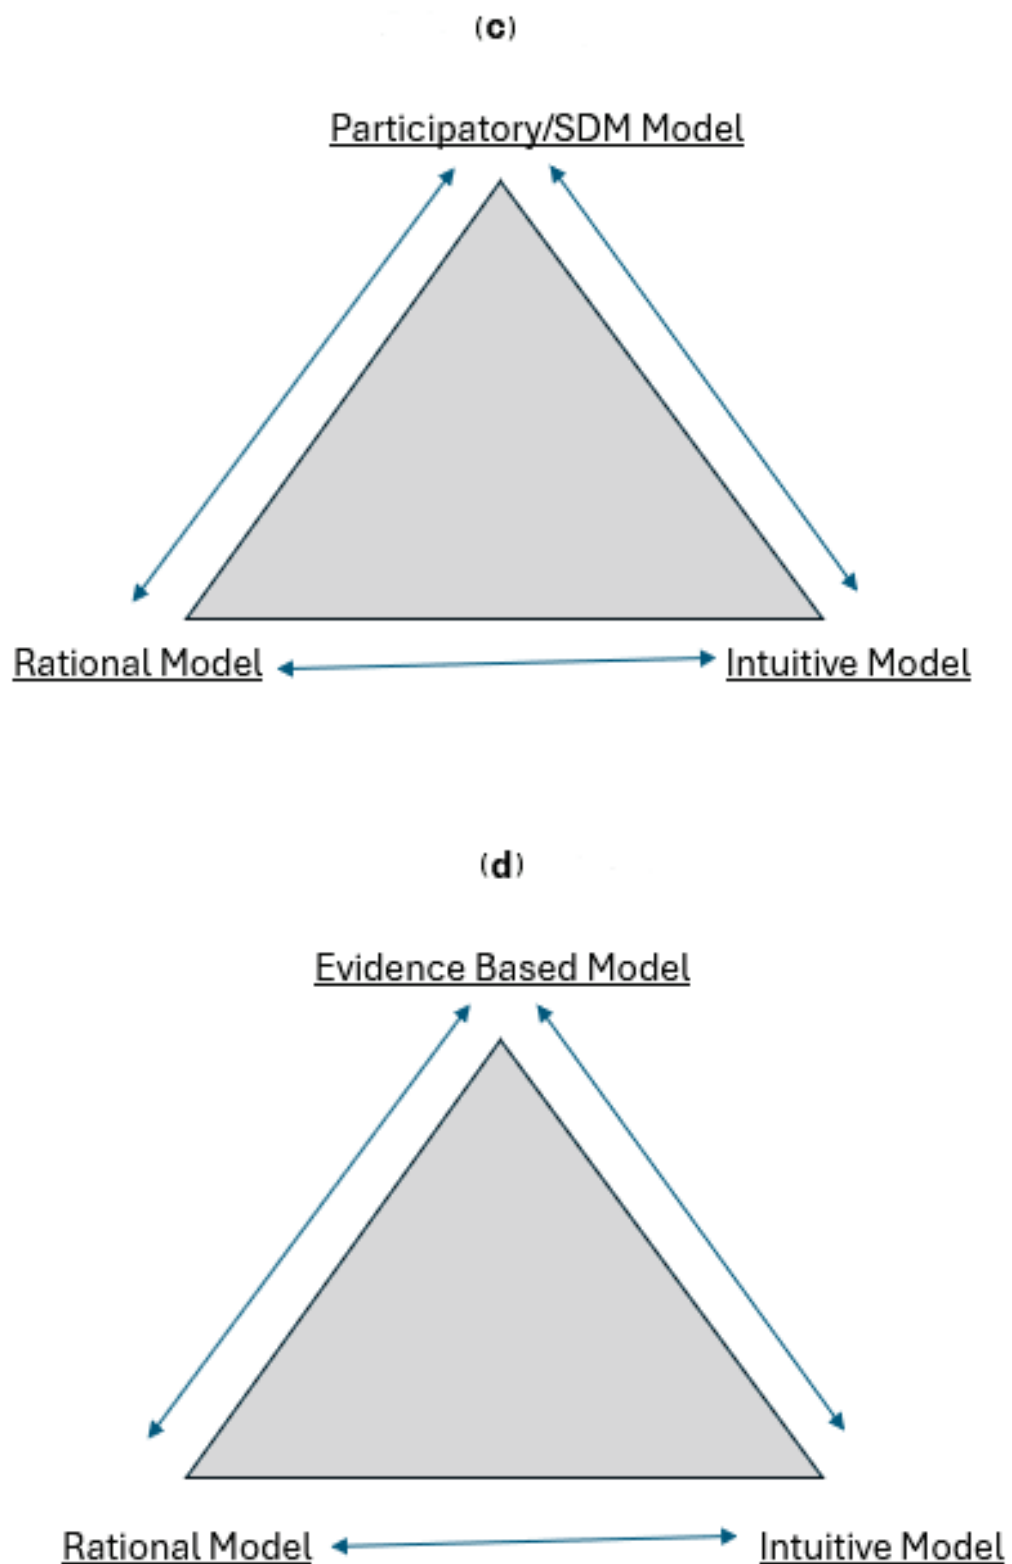 (c)
Participatory/SDM Model
Rational Model
Intuitive Model
(d)
Evidence Based Model
Rational Model
Intuitive Model